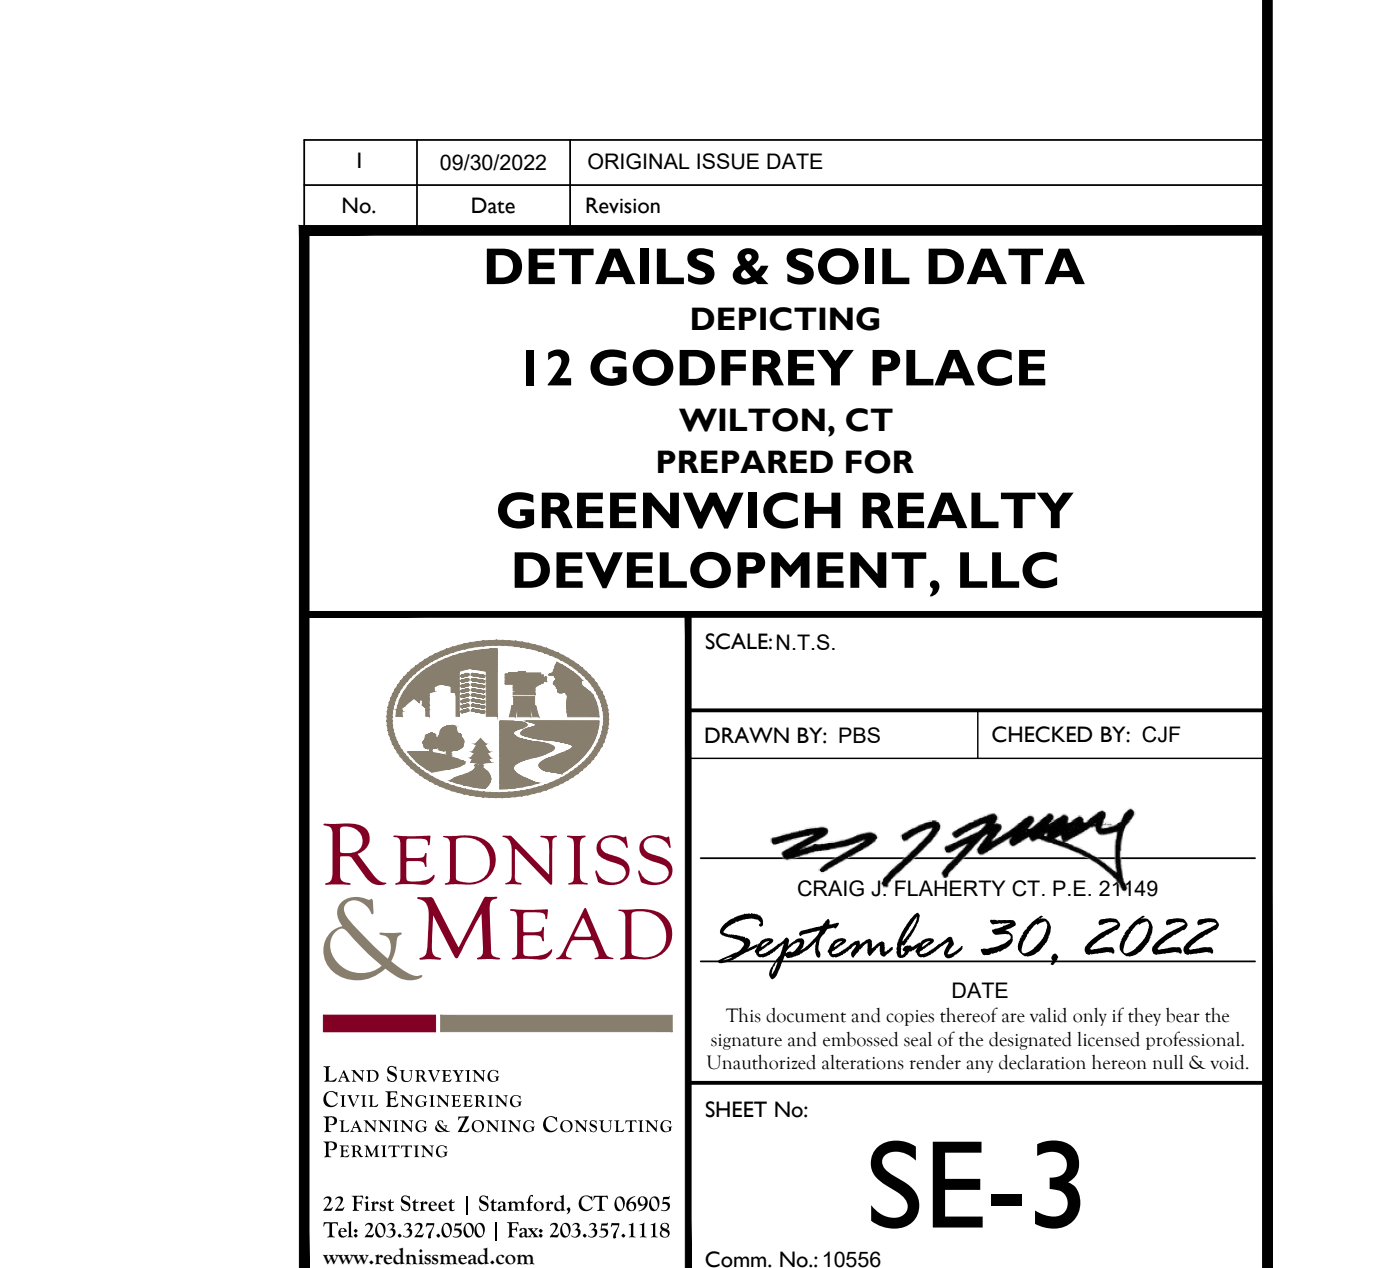 1 09/30/2022 ORIGINAL ISSUE DATE
No. Date Revision
DETAILS & SOIL DATA
DEPICTING
12 GODFREY PLACE
WILTON, CT
PREPARED FOR
GREENWICH REALTY
DEVELOPMENT, LLC
REDNISS
& MEAD
LAND SURVEYING
CIVIL ENGINEERING
PLANNING & ZONING CONSULTING
PERMITTING
22 First Street | Stamford, CT 06905
Tel: 203.327.0500 | Fax: 203.357.1118
www.rednissmead.com
SCALE: N.T.S.
DRAWN BY: PBS CHECKED BY: CJF
CRAIG J. FLAHERTY CT. P.E. 21149
September 30, 2022
DATE
This document and copies thereof are valid only if they bear the
signature and embossed seal of the designated licensed professional.
Unauthorized alterations render any declaration hereon null & void.
SHEET No:
SE-3
Comm. No.: 10556